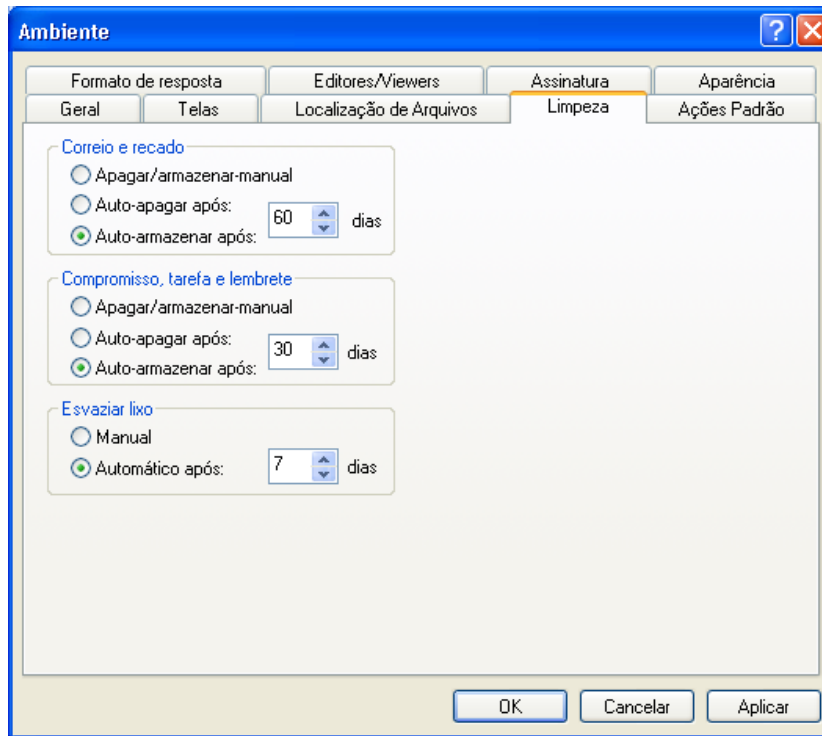 Ambiente
Formato de resposta Editores/Viewers Assinatura Aparência
Geral Telas Localização de Arquivos Limpeza Ações Padrão
Correio e recado
Apagar/armazenar-manual
Auto-apagar após:
60 dias
Auto-armazenar após:
Compromisso, tarefa e lembrete
Apagar/armazenar-manual
Auto-apagar após:
30 dias
Auto-armazenar após:
Esvaziar lixo
Manual
Automático após: 7 dias
OK Cancelar Aplicar